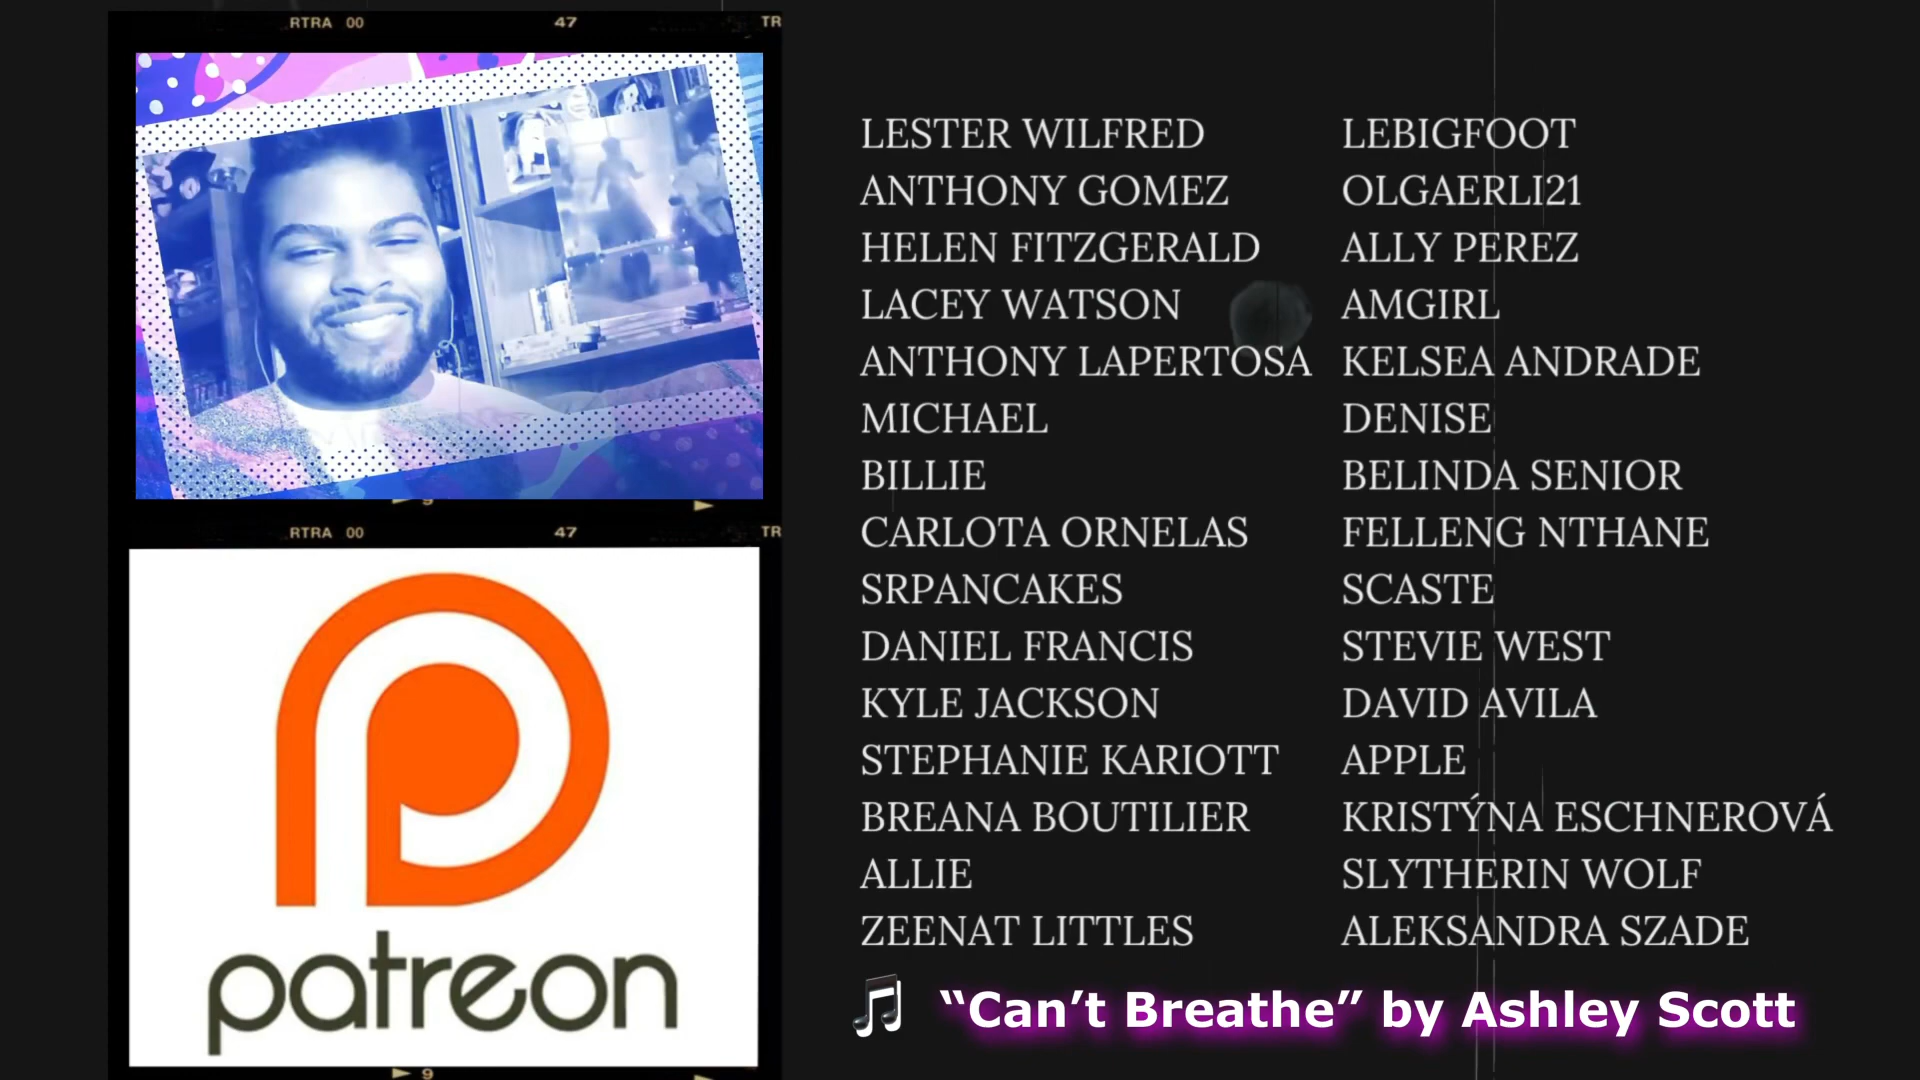 RTRA 00 47 TR
9
RTRA 00 47 TR
patreon
9
LESTER WILFRED
ANTHONY GOMEZ
HELEN FITZGERALD
LACEY WATSON
ANTHONY LAPERTOSA
MICHAEL
BILLIE
CARLOTA ORNELAS
SRPANCAKES
DANIEL FRANCIS
KYLE JACKSON
STEPHANIE KARIOTT
BREANA BOUTILIER
ALLIE
ZEENAT LITTLES
LEBIGFOOT
OLGAERLI21
ALLY PEREZ
AMGIRL
KELSEA ANDRADE
DENISE
BELINDA SENIOR
FELLENG NTHANE
SCASTE
STEVIE WEST
DAVID AVILA
APPLE
KRISTÝNA ESCHNEROVÁ
SLYTHERIN WOLF
ALEKSANDRA SZADE
“Can’t Breathe” by Ashley Scott